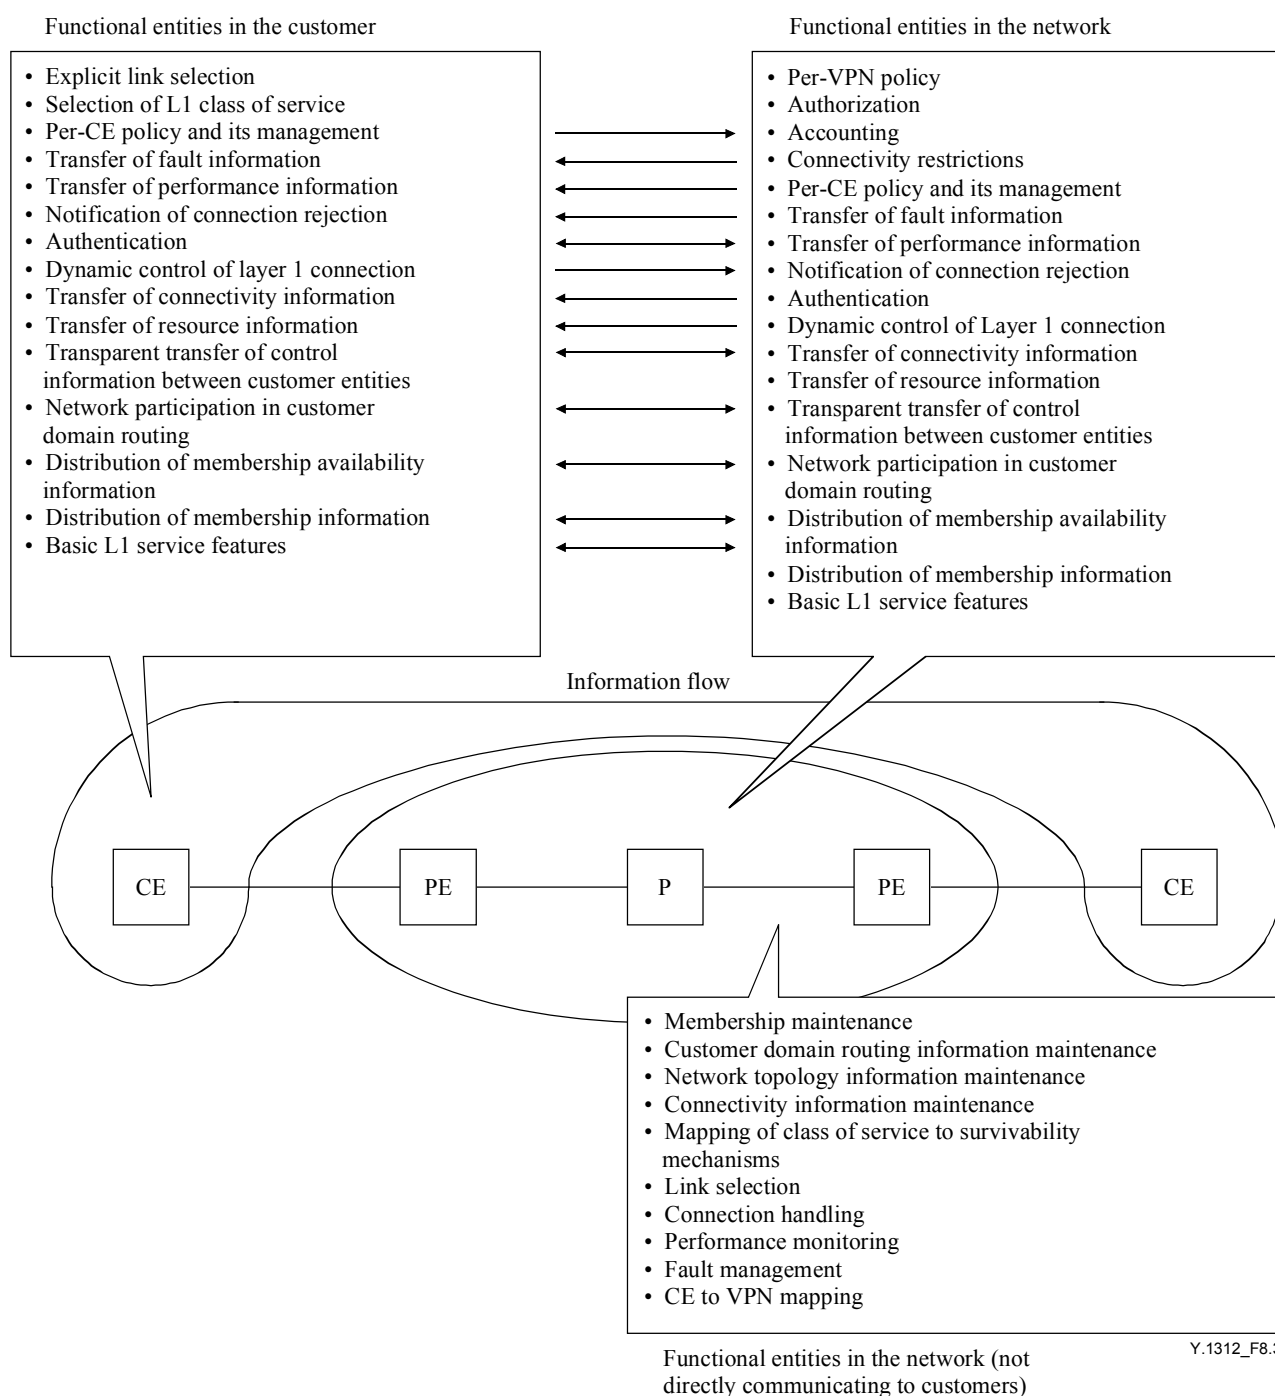 Functional entities in the customer
• Explicit link selection
• Selection of L1 class of service
• Per-CE policy and its management
• Transfer of fault information
• Transfer of performance information
• Notification of connection rejection
• Authentication
• Dynamic control of layer 1 connection
• Transfer of connectivity information
• Transfer of resource information
• Transparent transfer of control
information between customer entities
• Network participation in customer
domain routing
• Distribution of membership availability
information
• Distribution of membership information
• Basic L1 service features
Functional entities in the network
• Per-VPN policy
• Authorization
• Accounting
• Connectivity restrictions
• Per-CE policy and its management
• Transfer of fault information
• Transfer of performance information
• Notification of connection rejection
• Authentication
• Dynamic control of Layer 1 connection
• Transfer of connectivity information
• Transfer of resource information
• Transparent transfer of control
information between customer entities
• Network participation in customer
domain routing
• Distribution of membership availability
information
• Distribution of membership information
• Basic L1 service features
Information flow
CE
PE
P
PE
CE
• Membership maintenance
• Customer domain routing information maintenance
• Network topology information maintenance
• Connectivity information maintenance
• Mapping of class of service to survivability
mechanisms
• Link selection
• Connection handling
• Performance monitoring
• Fault management
• CE to VPN mapping
Y.1312_F8.3
Functional entities in the network (not
directly communicating to customers)